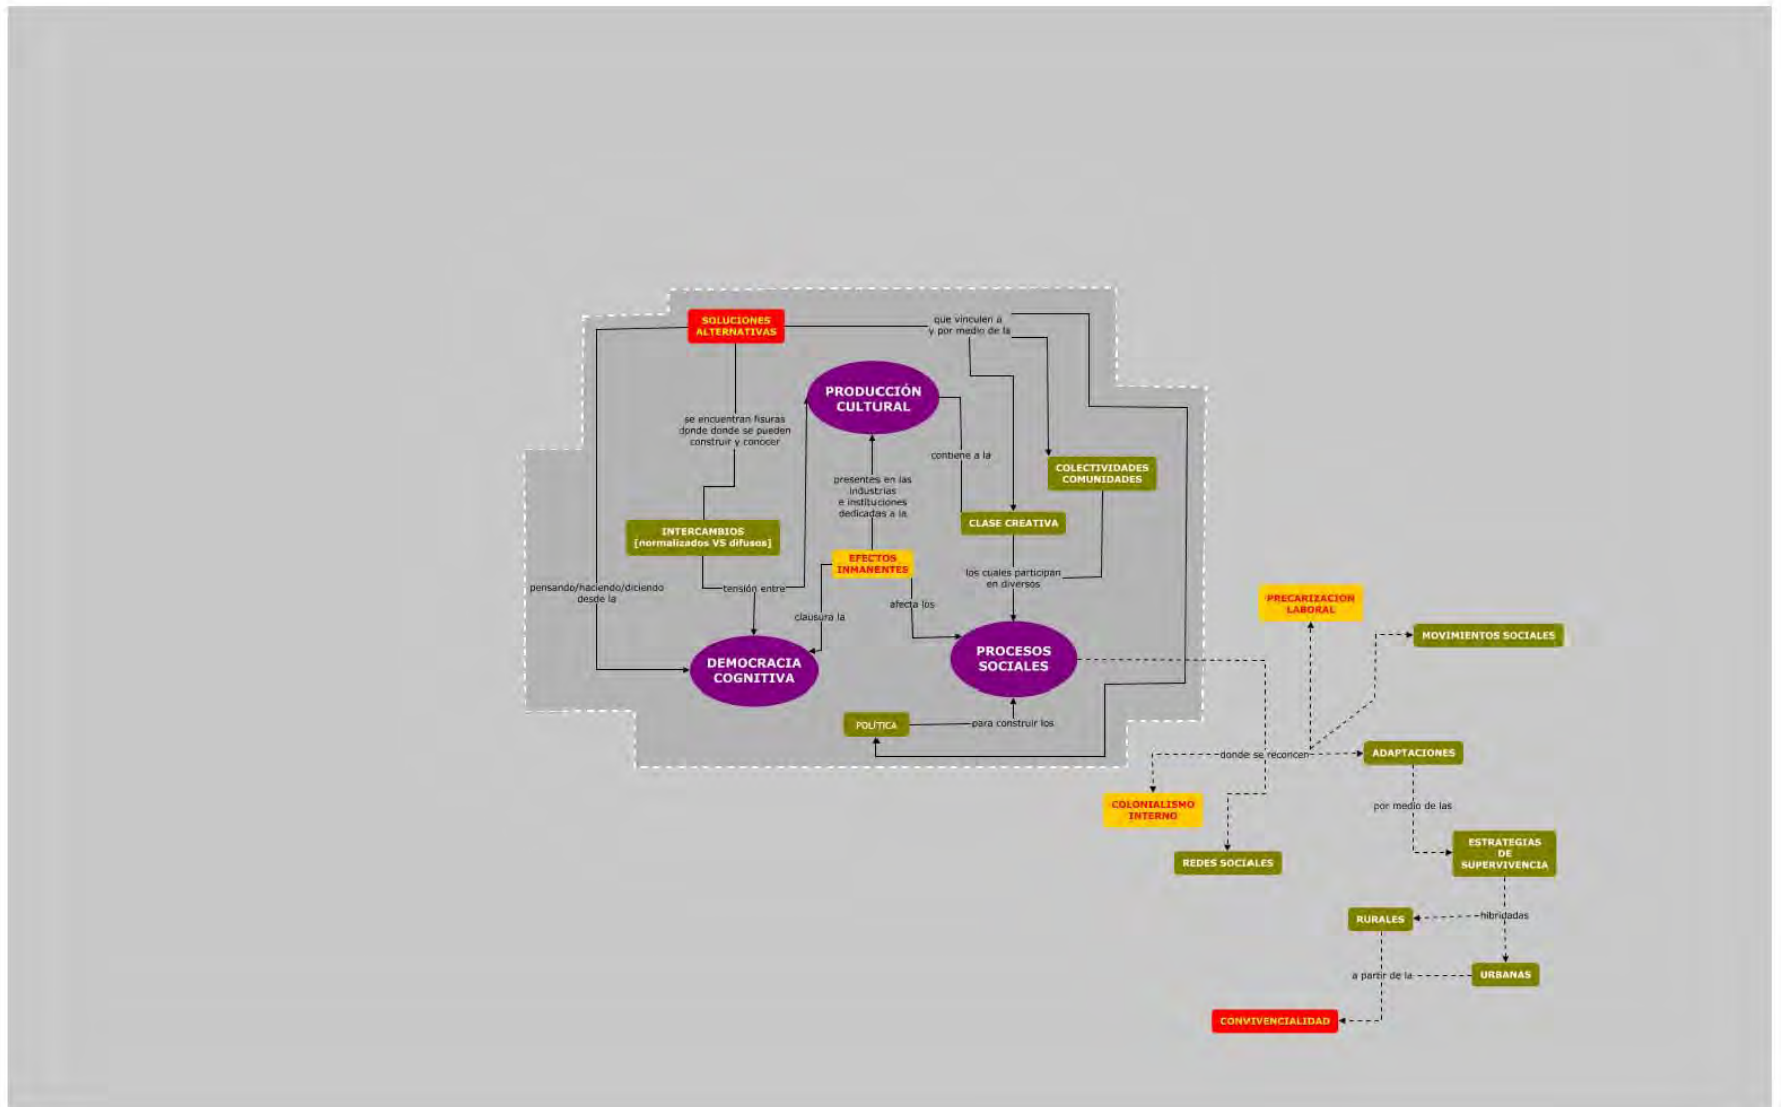 SOLUCIONES
ALTERNATIVAS
que vinculen a
y por medio de la
PRODUCCIÓN
CULTURAL
se encuentran fisuras
donde donde se pueden
construir y conocer
contiene a la
COLECTIVIDADES
COMUNIDADES
presentes en las
industrias
e instituciones
dedicadas a la
CLASE CREATIVA
INTERCAMBIOS
[normalizados VS difusos]
EFECTOS
INMANENTES
los cuales participan
en diversos
pensando/haciendo/diciendo
desde la
tensión entre
clausura la
afecta los
PRECARIZACION
LABORAL
MOVIMIENTOS SOCIALES
DEMOCRACIA
COGNITIVA
PROCESOS
SOCIALES
POLÍTICA
para construir los
donde se reconcen
ADAPTACIONES
COLONIALISMO
INTERNO
por medio de las
REDES SOCIALES
ESTRATEGIAS
DE
SUPERVIVENCIA
RURALES
hibridadas
a partir de la
URBANAS
CONVIVENCIALIDAD